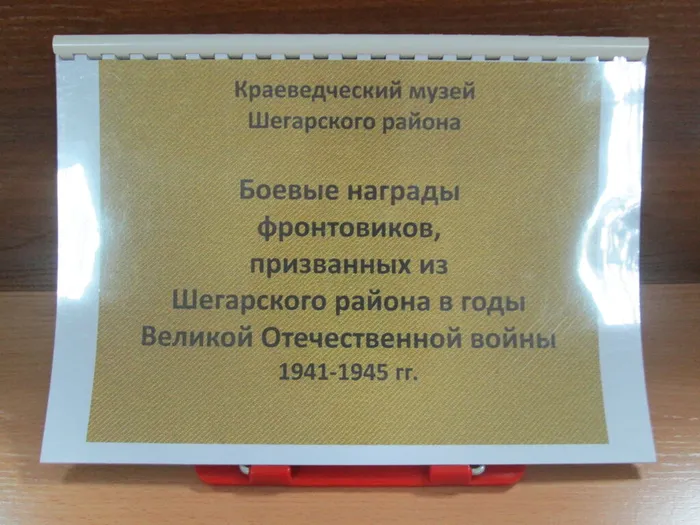 Краеведческий музей
Шегарского района
Боевые награды
фронтовиков,
призванных из
Шегарского района в годы
Великой Отечественной войны
1941-1945 гг.